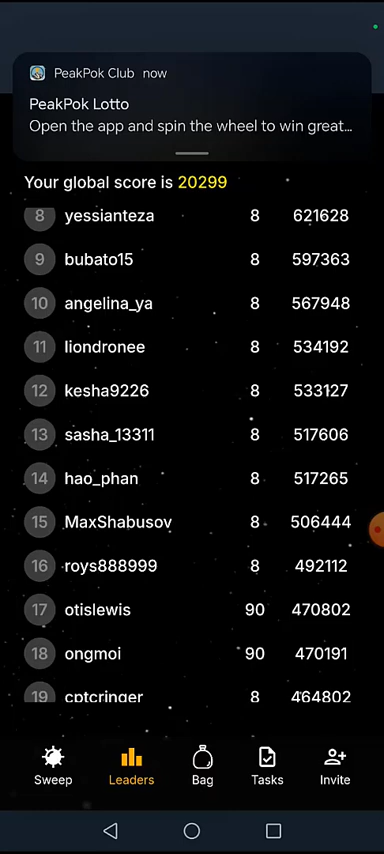 PeakPok Club now
PeakPok Lotto
Open the app and spin the wheel to win great...
Your global score is 20299
8 yessianteza 8 621628
9 bubato15 8 597363
10 angelina_ya 8 567948
11 liondronee 8 534192
12 kesha9226 8 533127
13 sasha_13311 8 517606
14 hao_phan 8 517265
15 MaxShabusov 8 506444
16 roys888999 8 492112
17 otislewis 90 470802
18 ongmoi 90 470191
19 cptcringer 8 464802
Sweep Leaders Bag Tasks Invite